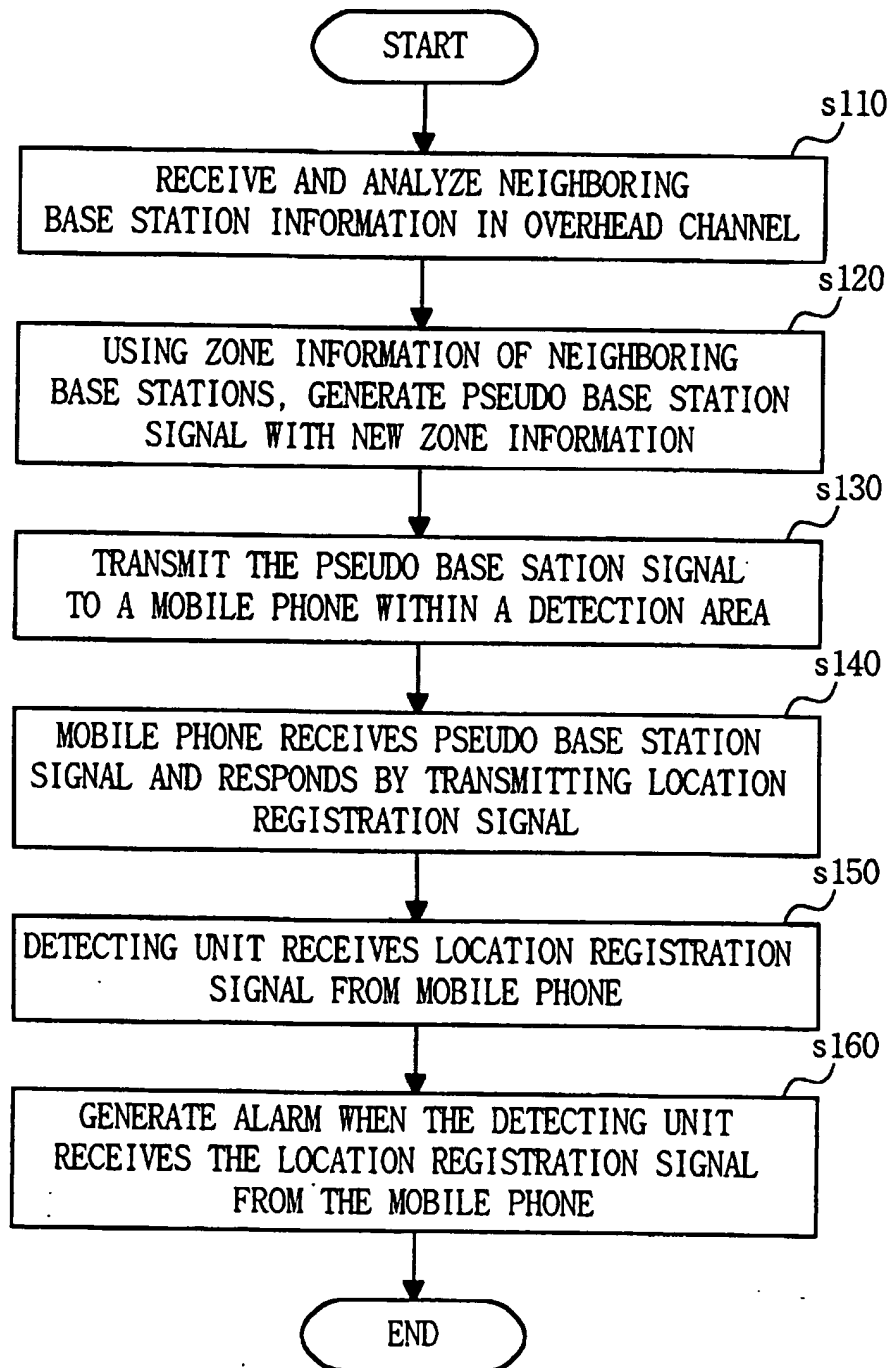 START
s110
RECEIVE AND ANALYZE NEIGHBORING
BASE STATION INFORMATION IN OVERHEAD CHANNEL
s120
USING ZONE INFORMATION OF NEIGHBORING
BASE STATIONS, GENERATE PSEUDO BASE STATION
SIGNAL WITH NEW ZONE INFORMATION
s130
TRANSMIT THE PSEUDO BASE SATION SIGNAL
TO A MOBILE PHONE WITHIN A DETECTION AREA
s140
MOBILE PHONE RECEIVES PSEUDO BASE STATION
SIGNAL AND RESPONDS BY TRANSMITTING LOCATION
REGISTRATION SIGNAL
s150
DETECTING UNIT RECEIVES LOCATION REGISTRATION
SIGNAL FROM MOBILE PHONE
s160
GENERATE ALARM WHEN THE DETECTING UNIT
RECEIVES THE LOCATION REGISTRATION SIGNAL
FROM THE MOBILE PHONE
END